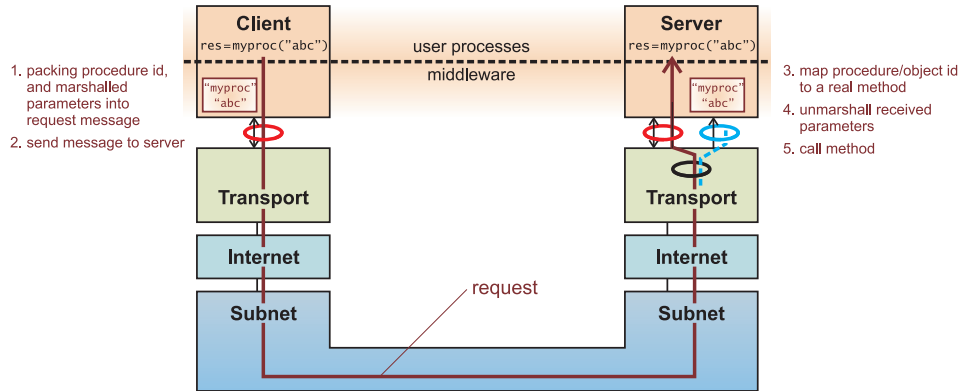 Client
res=myproc("abc")
user processes
middleware
Server
res=myproc("abc")
1. packing procedure id,
and marshalled
parameters into
request message
2. send message to server
"myproc"
"abc"
"myproc"
"abc"
3. map procedure/object id
to a real method
4. unmarshall received
parameters
5. call method
Transport
Transport
Internet
Internet
request
Subnet
Subnet